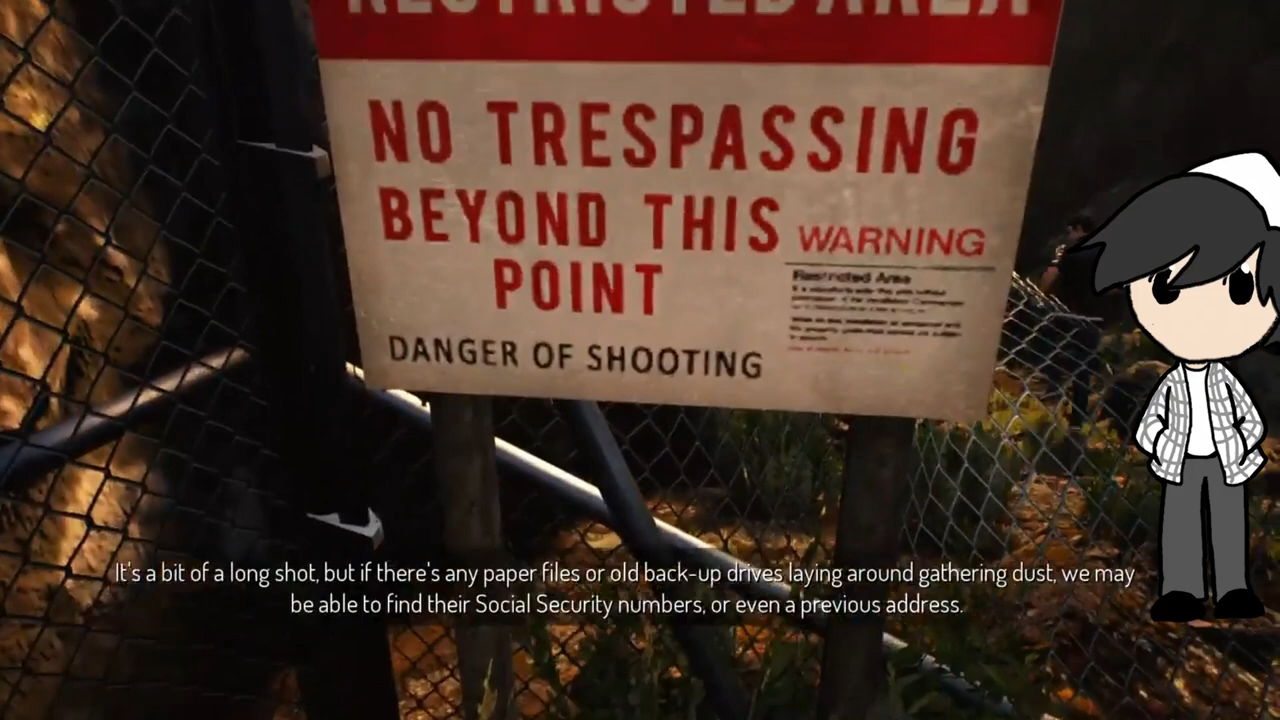 RESTRICTED AREA
NO TRESPASSING
BEYOND THIS
POINT
DANGER OF SHOOTING
WARNING
Restricted Area
It's a bit of a long shot, but if there's any paper files or old back-up drives laying around gathering dust, we may
be able to find their Social Security numbers, or even a previous address.